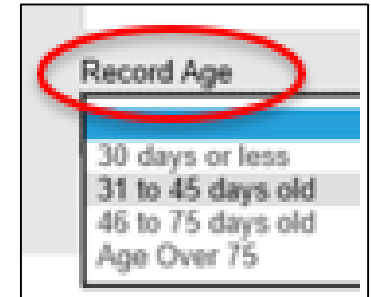 Record Age
30 days or less
31 to 45 days old
46 to 75 days old
Age Over 75